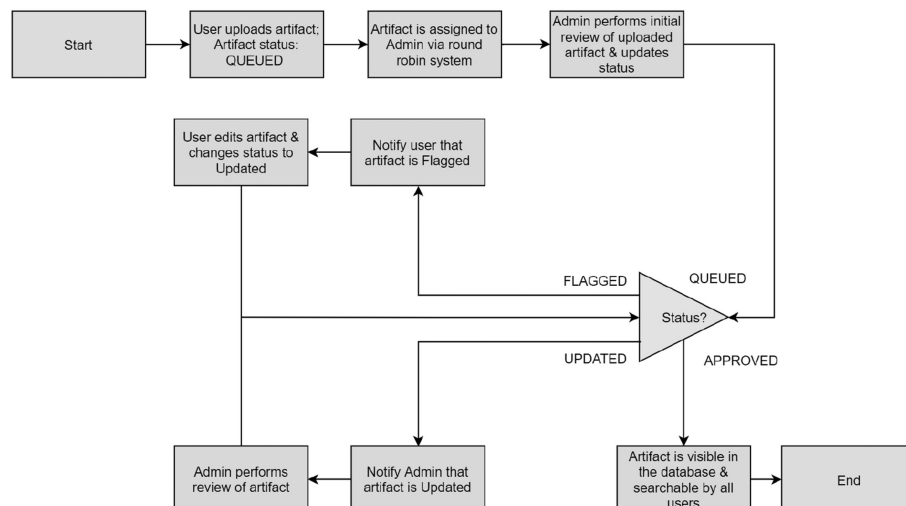 Start
User uploads artifact;
Artifact status:
QUEUED
Artifact is assigned to
Admin via round
robin system
Admin performs initial
review of uploaded
artifact & updates
status
User edits artifact &
changes status to
Updated
Notify user that
artifact is Flagged
FLAGGED
QUEUED
Status?
UPDATED
APPROVED
Admin performs
review of artifact
Notify Admin that
artifact is Updated
Artifact is visible in
the database &
searchable by all
users
End